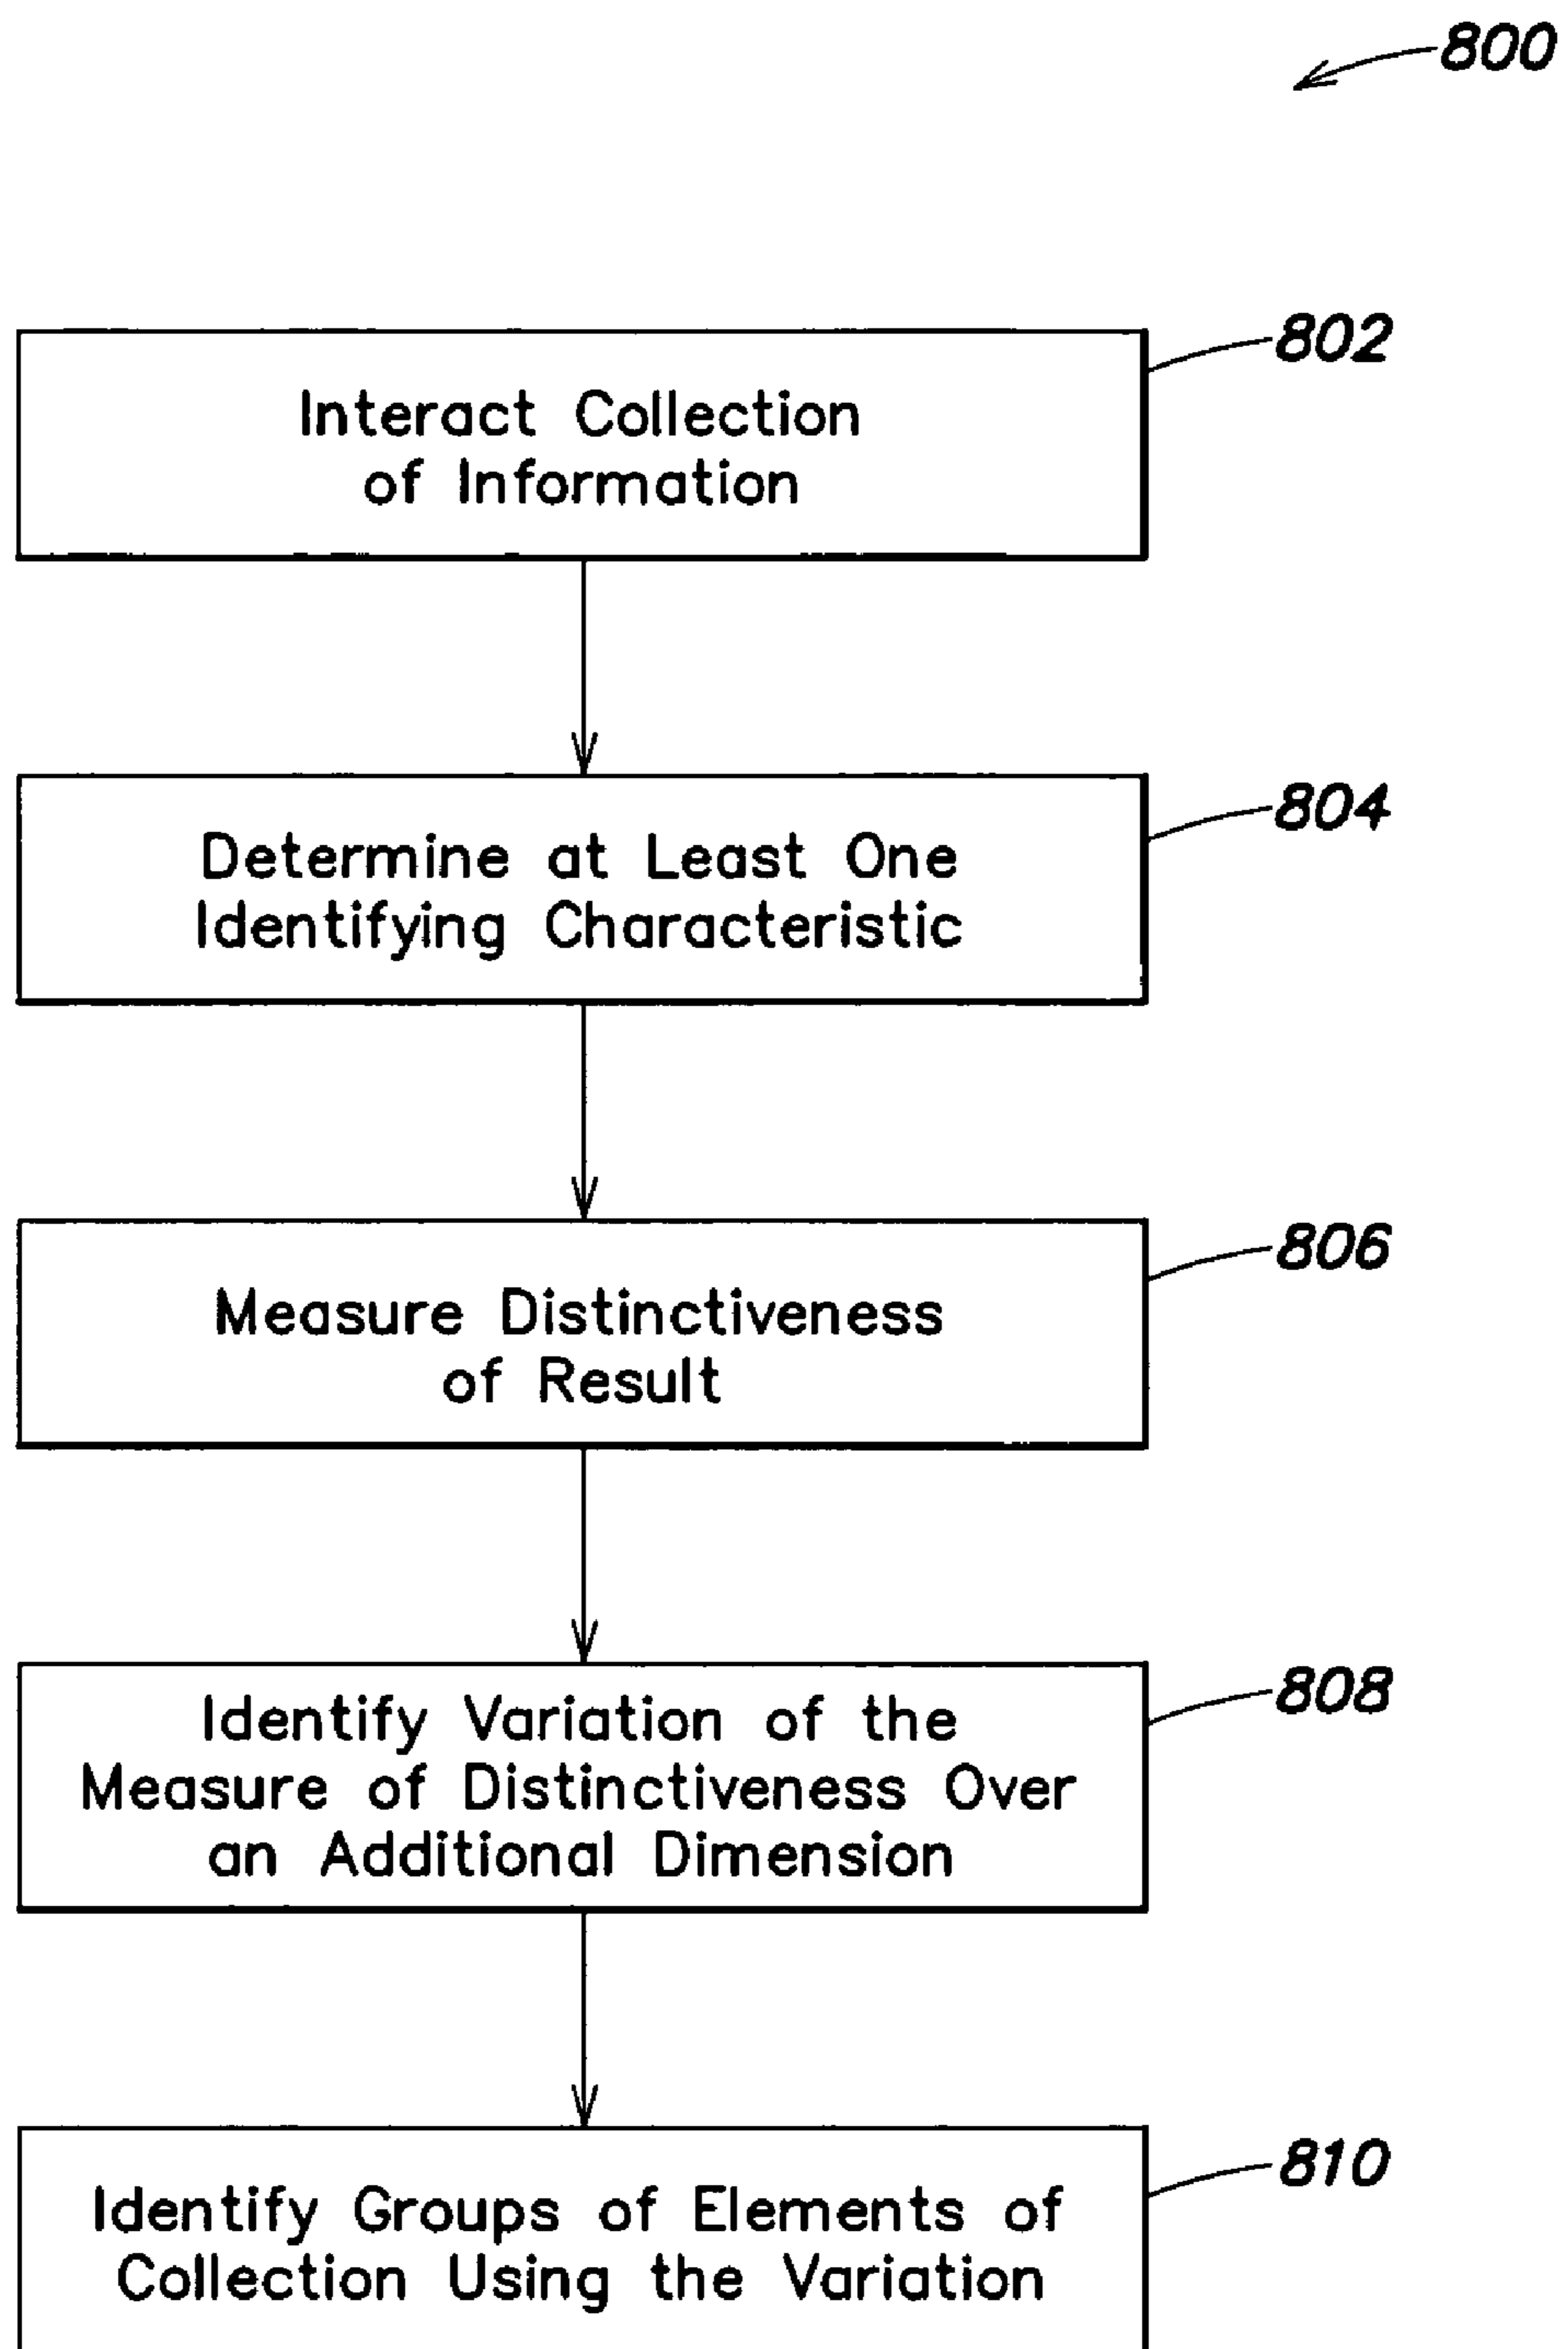 800
802
Interact Collection
of Information
804
Determine at Least One
Identifying Characteristic
806
Measure Distinctiveness
of Result
808
Identify Variation of the
Measure of Distinctiveness Over
an Additional Dimension
810
Identify Groups of Elements of
Collection Using the Variation